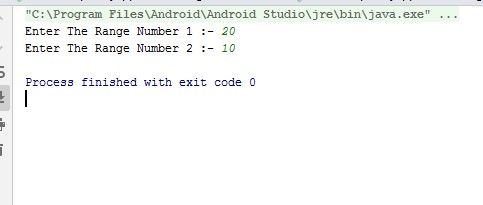 "C:\Program Files\Android\Android Studio\jre\bin\java.exe" ...
Enter The Range Number 1 :- 20
Enter The Range Number 2 :- 10
Process finished with exit code 0